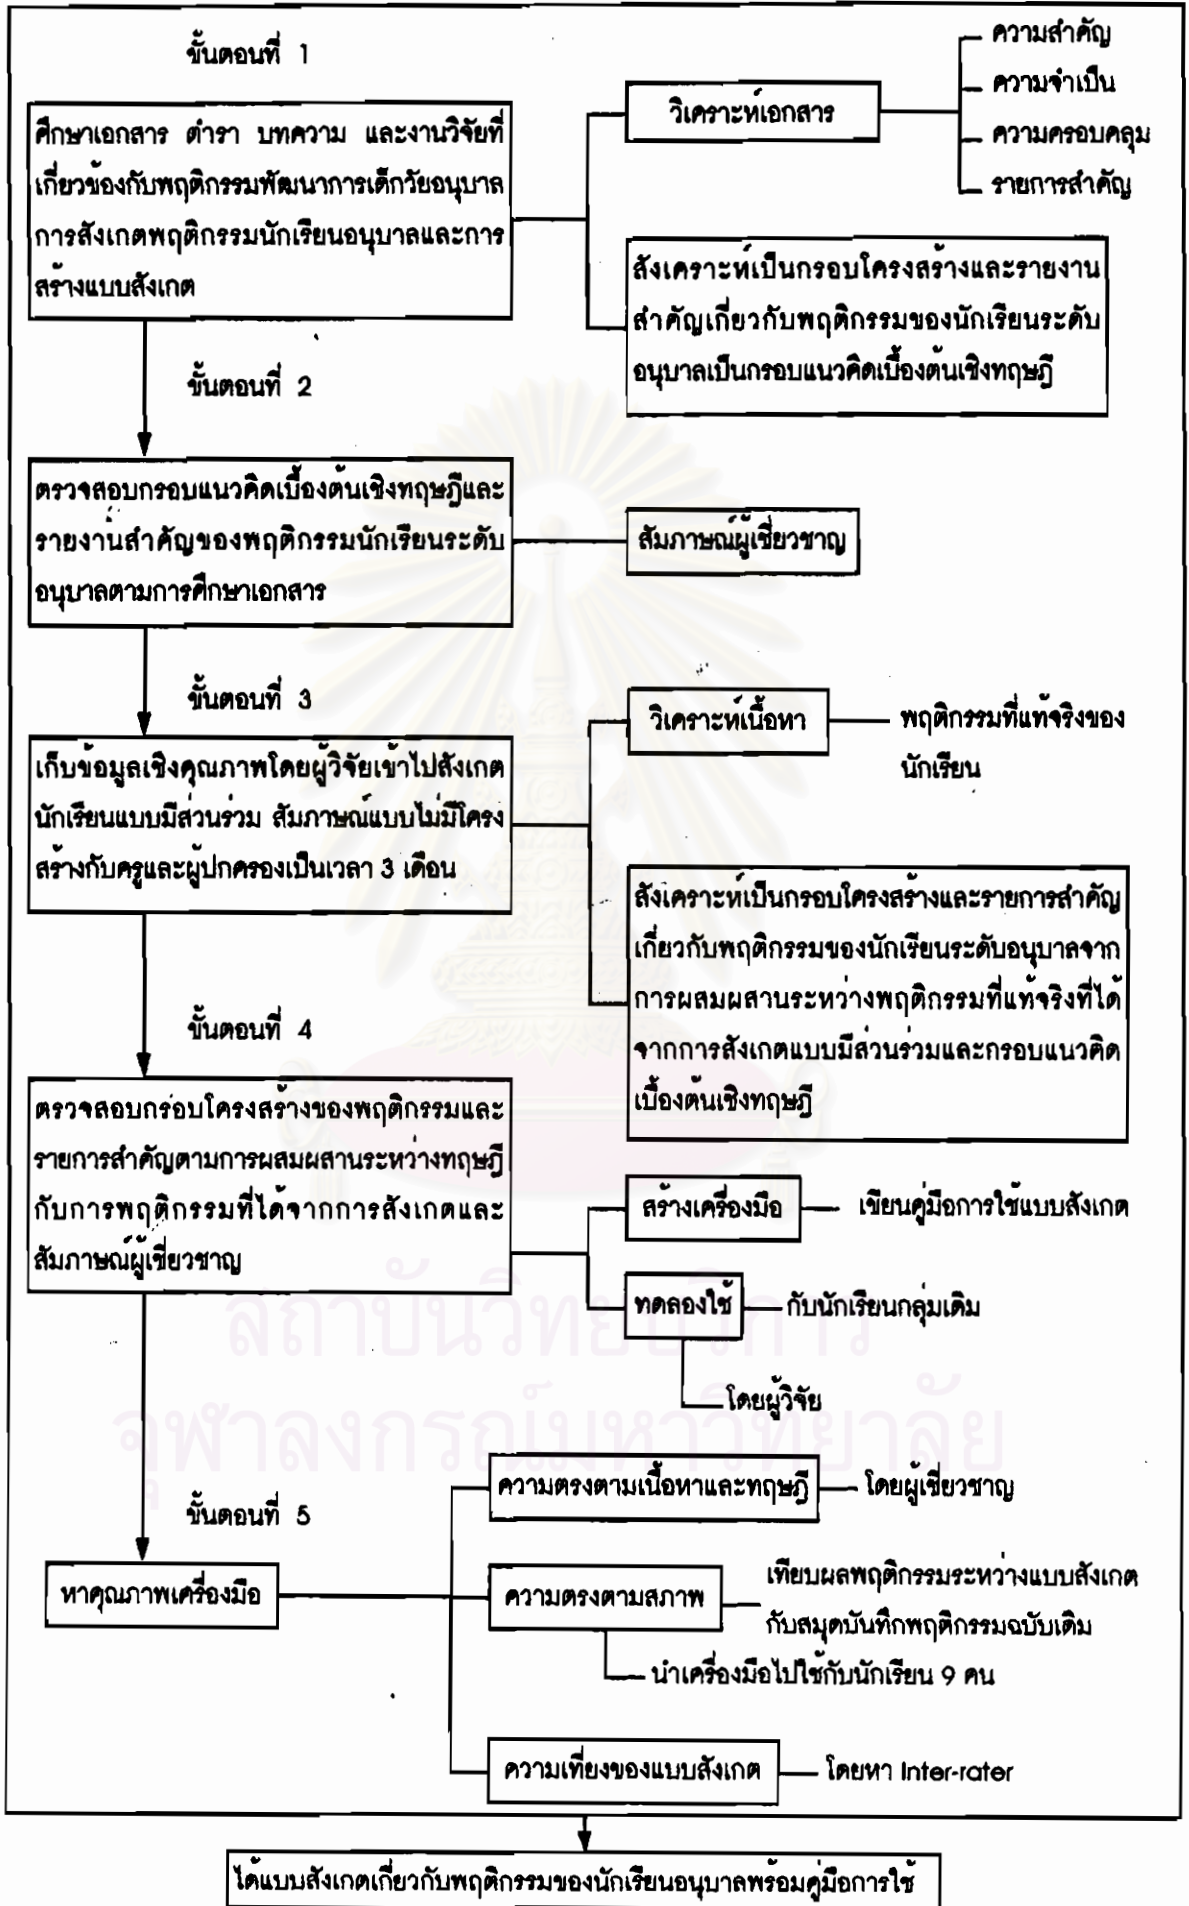 ขั้นตอนที่ 1
ศึกษาเอกสาร ตำรา บทความ และงานวิจัยที่
เกี่ยวข้องกับพฤติกรรมพัฒนาการเด็กวัยอนุบาล
การสังเกตพฤติกรรมนักเรียนอนุบาลและการ
สร้างแบบสังเกต
วิเคราะห์เอกสาร
ความสำคัญ
ความจำเป็น
ความครอบคลุม
รายการสำคัญ
สังเคราะห์เป็นกรอบโครงสร้างและรายงาน
สำคัญเกี่ยวกับพฤติกรรมของนักเรียนระดับ
อนุบาลเป็นกรอบแนวคิดเบื้องต้นเชิงทฤษฎี
ขั้นตอนที่ 2
ตรวจสอบกรอบแนวคิดเบื้องต้นเชิงทฤษฎีและ
รายงานสำคัญของพฤติกรรมนักเรียนระดับ
อนุบาลตามการศึกษาเอกสาร
สัมภาษณ์ผู้เชี่ยวชาญ
ขั้นตอนที่ 3
เก็บข้อมูลเชิงคุณภาพโดยผู้วิจัยเข้าไปสังเกต
นักเรียนแบบมีส่วนร่วม สัมภาษณ์แบบไม่มีโครง
สร้างกับครูและผู้ปกครองเป็นเวลา 3 เดือน
วิเคราะห์เนื้อหา
พฤติกรรมที่แท้จริงของ
นักเรียน
สังเคราะห์เป็นกรอบโครงสร้างและรายการสำคัญ
เกี่ยวกับพฤติกรรมของนักเรียนระดับอนุบาลจาก
การผสมผสานระหว่างพฤติกรรมที่แท้จริงที่ได้
จากการสังเกตแบบมีส่วนร่วมและกรอบแนวคิด
เบื้องต้นเชิงทฤษฎี
ขั้นตอนที่ 4
ตรวจสอบกรอบโครงสร้างของพฤติกรรมและ
รายการสำคัญตามการผสมผสานระหว่างทฤษฎี
กับการพฤติกรรมที่ได้จากการสังเกตและ
สัมภาษณ์ผู้เชี่ยวชาญ
สร้างเครื่องมือ
เขียนคู่มือการใช้แบบสังเกต
ทดลองใช้
กับนักเรียนกลุ่มเดิม
โดยผู้วิจัย
สถาบันวิทยบริการ
จุฬาลงกรณ์มหาวิทยาลัย
ขั้นตอนที่ 5
หาคุณภาพเครื่องมือ
ความตรงตามเนื้อหาและทฤษฎี
โดยผู้เชี่ยวชาญ
ความตรงตามสภาพ
เทียบผลพฤติกรรมระหว่างแบบสังเกต
กับสมุดบันทึกพฤติกรรมฉบับเดิม
นำเครื่องมือไปใช้กับนักเรียน 9 คน
ความเที่ยงของแบบสังเกต
โดยหา Inter-rater
ได้แบบสังเกตเกี่ยวกับพฤติกรรมของนักเรียนอนุบาลพร้อมคู่มือการใช้